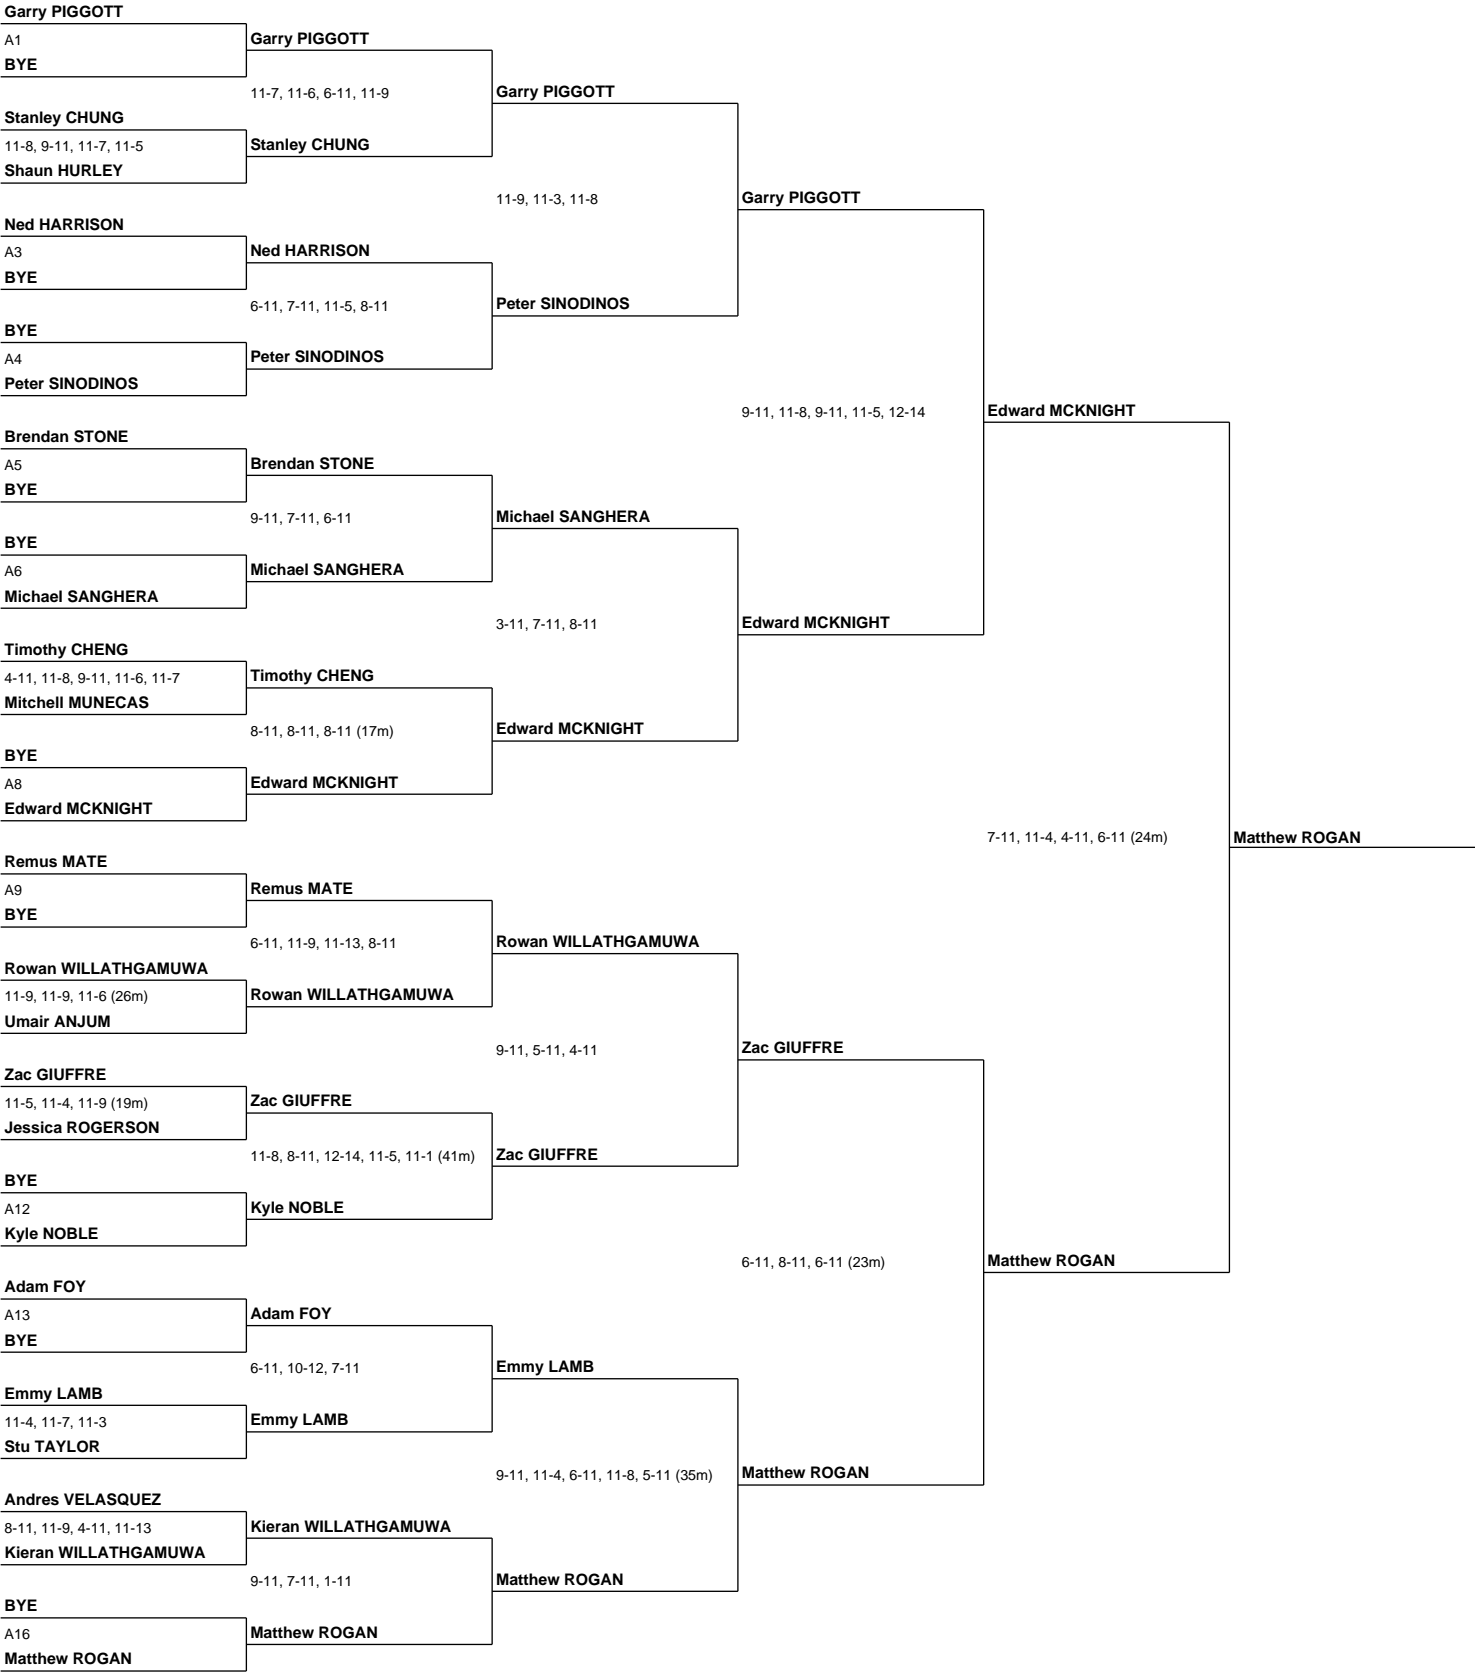 Garry PIGGOTT
A1
BYE
Stanley CHUNG
11-8, 9-11, 11-7, 11-5
Shaun HURLEY
Ned HARRISON
A3
BYE
BYE
A4
Peter SINODINOS
Brendan STONE
A5
BYE
BYE
A6
Michael SANGHERA
Timothy CHENG
4-11, 11-8, 9-11, 11-6, 11-7
Mitchell MUNECAS
BYE
A8
Edward MCKNIGHT
Remus MATE
A9
BYE
Rowan WILLATHGAMUWA
11-9, 11-9, 11-6 (26m)
Umair ANJUM
Zac GIUFFRE
11-5, 11-4, 11-9 (19m)
Jessica ROGERSON
BYE
A12
Kyle NOBLE
Adam FOY
A13
BYE
Emmy LAMB
11-4, 11-7, 11-3
Stu TAYLOR
Andres VELASQUEZ
8-11, 11-9, 4-11, 11-13
Kieran WILLATHGAMUWA
BYE
A16
Matthew ROGAN
Garry PIGGOTT
11-7, 11-6, 6-11, 11-9
Stanley CHUNG
Ned HARRISON
6-11, 7-11, 11-5, 8-11
Peter SINODINOS
Brendan STONE
9-11, 7-11, 6-11
Michael SANGHERA
Timothy CHENG
8-11, 8-11, 8-11 (17m)
Edward MCKNIGHT
Remus MATE
6-11, 11-9, 11-13, 8-11
Rowan WILLATHGAMUWA
Zac GIUFFRE
11-8, 8-11, 12-14, 11-5, 11-1 (41m)
Kyle NOBLE
Adam FOY
6-11, 10-12, 7-11
Emmy LAMB
Kieran WILLATHGAMUWA
9-11, 7-11, 1-11
Matthew ROGAN
Garry PIGGOTT
11-9, 11-3, 11-8
Peter SINODINOS
Michael SANGHERA
3-11, 7-11, 8-11
Edward MCKNIGHT
Rowan WILLATHGAMUWA
9-11, 5-11, 4-11
Zac GIUFFRE
Emmy LAMB
9-11, 11-4, 6-11, 11-8, 5-11 (35m)
Matthew ROGAN
Garry PIGGOTT
9-11, 11-8, 9-11, 11-5, 12-14
Edward MCKNIGHT
Zac GIUFFRE
6-11, 8-11, 6-11 (23m)
Matthew ROGAN
Edward MCKNIGHT
7-11, 11-4, 4-11, 6-11 (24m)
Matthew ROGAN
Matthew ROGAN